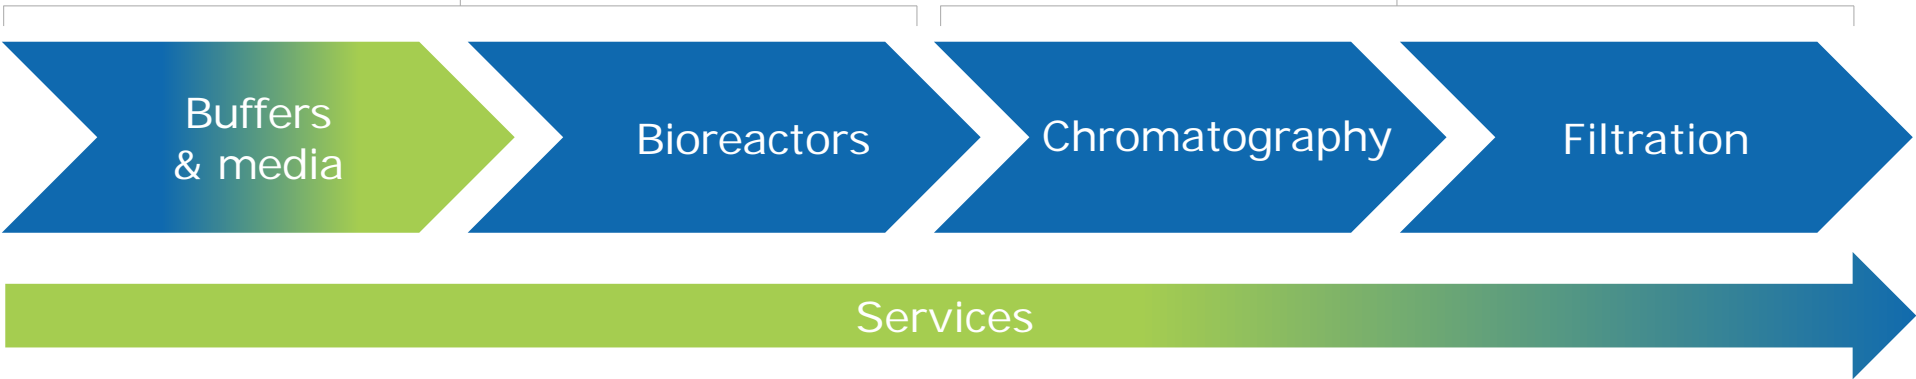 Buffers
& media
Bioreactors
Chromatography
Filtration
Services